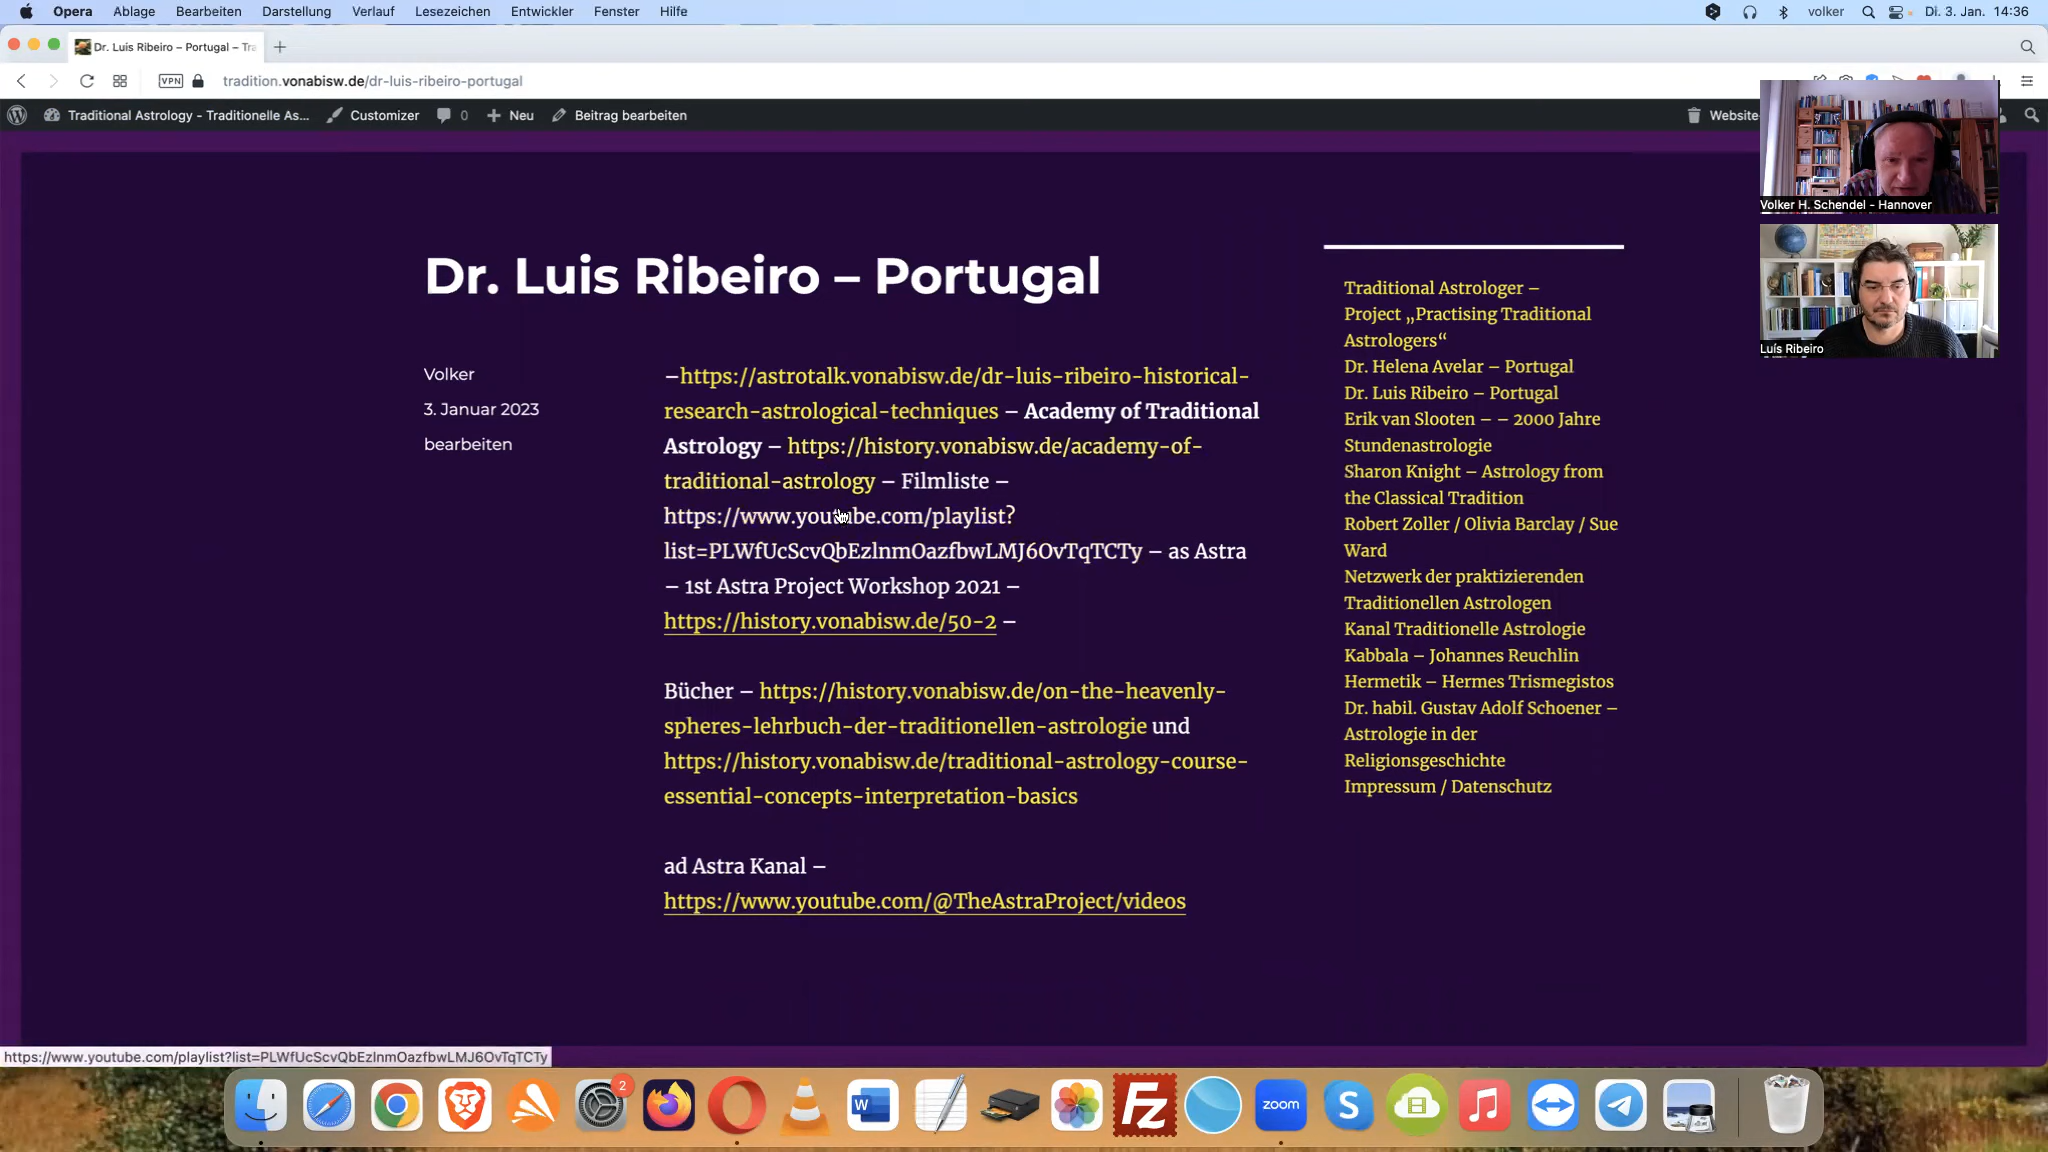 Opera Ablage Bearbeiten Darstellung Verlauf Lesezeichen Entwickler Fenster Hilfe
volker Di. 3. Jan. 14:36
Dr. Luis Ribeiro – Portugal – Tra
VPN tradition.vonabisw.de/dr-luis-ribeiro-portugal
Traditional Astrology - Traditionelle As... Customizer 0 Neu Beitrag bearbeiten Website
Volker H. Schendel - Hannover
Luís Ribeiro
Dr. Luis Ribeiro – Portugal
Volker
3. Januar 2023
bearbeiten
–https://astrotalk.vonabisw.de/dr-luis-ribeiro-historical-
research-astrological-techniques – Academy of Traditional
Astrology – https://history.vonabisw.de/academy-of-
traditional-astrology – Filmliste –
https://www.youtube.com/playlist?
list=PLWfUcScvQbEzlnmOazfbwLMJ6OvTqTCTy – as Astra
– 1st Astra Project Workshop 2021 –
https://history.vonabisw.de/50-2 –
Bücher – https://history.vonabisw.de/on-the-heavenly-
spheres-lehrbuch-der-traditionellen-astrologie und
https://history.vonabisw.de/traditional-astrology-course-
essential-concepts-interpretation-basics
ad Astra Kanal –
https://www.youtube.com/@TheAstraProject/videos
Traditional Astrologer –
Project „Practising Traditional
Astrologers“
Dr. Helena Avelar – Portugal
Dr. Luis Ribeiro – Portugal
Erik van Slooten – – 2000 Jahre
Stundenastrologie
Sharon Knight – Astrology from
the Classical Tradition
Robert Zoller / Olivia Barclay / Sue
Ward
Netzwerk der praktizierenden
Traditionellen Astrologen
Kanal Traditionelle Astrologie
Kabbala – Johannes Reuchlin
Hermetik – Hermes Trismegistos
Dr. habil. Gustav Adolf Schoener –
Astrologie in der
Religionsgeschichte
Impressum / Datenschutz
https://www.youtube.com/playlist?list=PLWfUcScvQbEzlnmOazfbwLMJ6OvTqTCTy
2
W
Fz
zoom
S